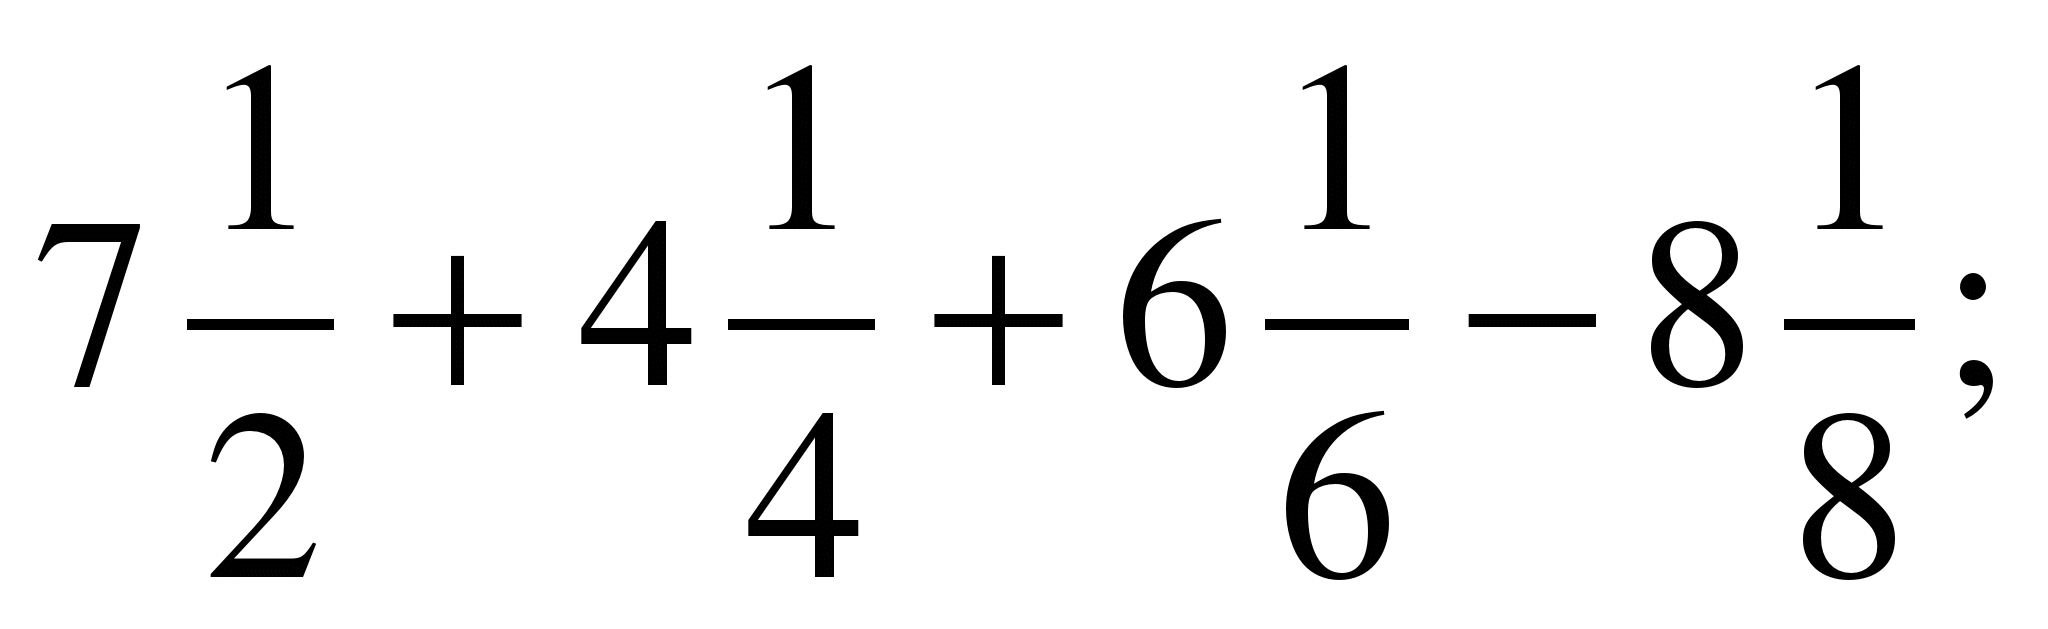 7 1/2 + 4 1/4 + 6 1/6 − 8 1/8 ;